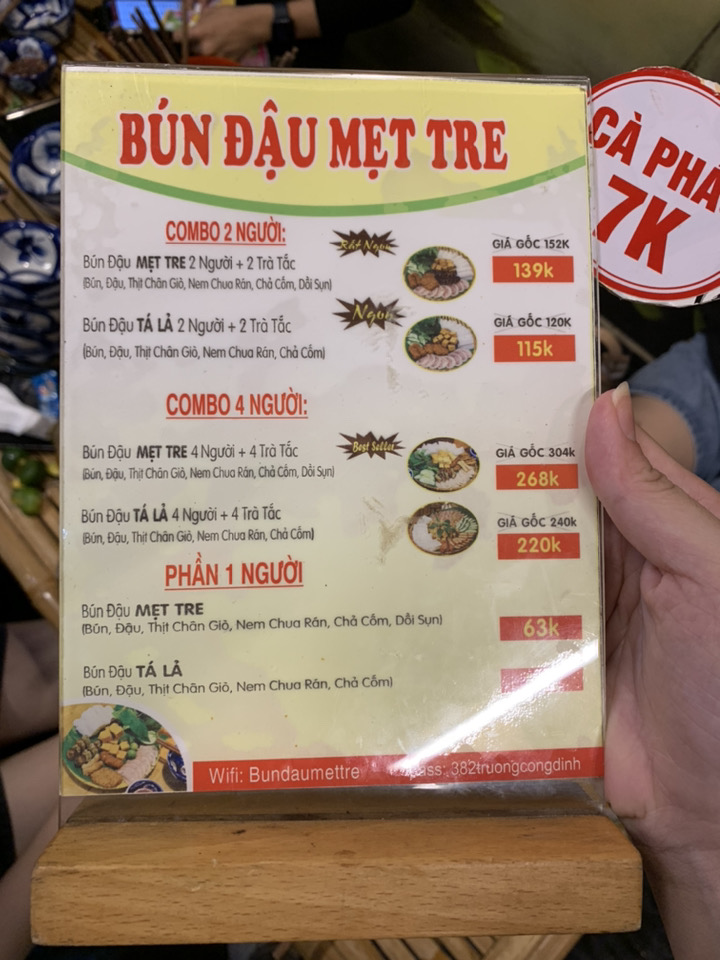 BÚN ĐẬU MẸT TRE
CÀ PHÊ
7K
COMBO 2 NGƯỜI:
Bún Đậu MẸT TRE 2 Người + 2 Trà Tắc
(Bún, Đậu, Thịt Chân Giò, Nem Chua Rán, Chả Cốm, Dồi Sụn)
Rất Ngon
GIÁ GỐC 152K
139k
Bún Đậu TÁ LẢ 2 Người + 2 Trà Tắc
(Bún, Đậu, Thịt Chân Giò, Nem Chua Rán, Chả Cốm)
Ngon
GIÁ GỐC 120K
115k
COMBO 4 NGƯỜI:
Bún Đậu MẸT TRE 4 Người + 4 Trà Tắc
(Bún, Đậu, Thịt Chân Giò, Nem Chua Rán, Chả Cốm, Dồi Sụn)
Best Seller
GIÁ GỐC 304k
268k
Bún Đậu TÁ LẢ 4 Người + 4 Trà Tắc
(Bún, Đậu, Thịt Chân Giò, Nem Chua Rán, Chả Cốm)
GIÁ GỐC 240k
220k
PHẦN 1 NGƯỜI
Bún Đậu MẸT TRE
(Bún, Đậu, Thịt Chân Giò, Nem Chua Rán, Chả Cốm, Dồi Sụn)
63k
Bún Đậu TÁ LẢ
(Bún, Đậu, Thịt Chân Giò, Nem Chua Rán, Chả Cốm)
Wifi: Bundaumettre pass: 382truongcongdinh